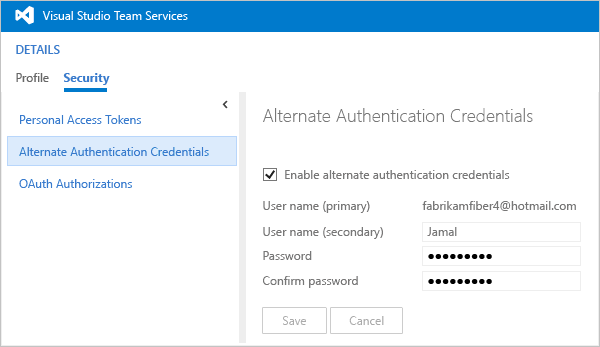 Visual Studio Team Services
DETAILS
Profile Security
Personal Access Tokens
Alternate Authentication Credentials
OAuth Authorizations
Alternate Authentication Credentials
Enable alternate authentication credentials
User name (primary) fabrikamfiber4@hotmail.com
User name (secondary) Jamal
Password ●●●●●●●●●
Confirm password ●●●●●●●●●
Save Cancel